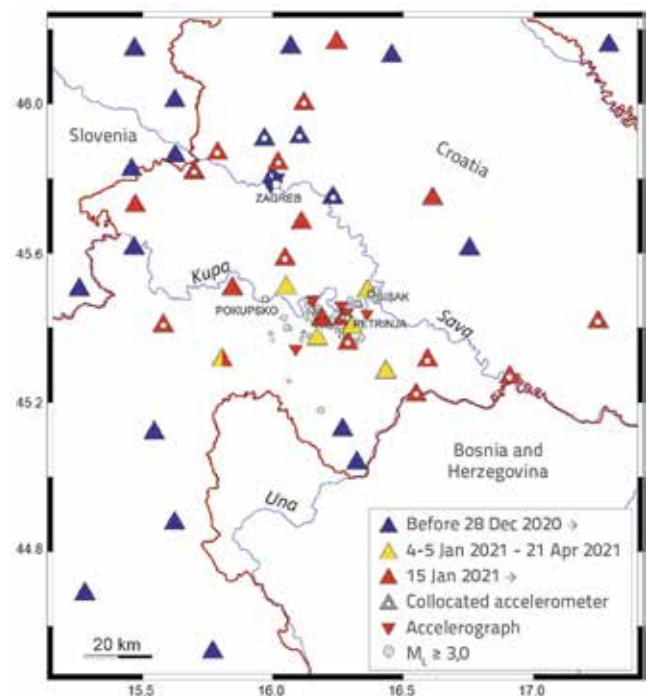 46.0
Slovenia
Croatia
ZAGREB
45.6
Kupa
SISAK
POKUPSKO
PETRINJA
Sava
45.2
Bosnia and
Herzegovina
Una
Before 28 Dec 2020 →
4-5 Jan 2021 - 21 Apr 2021
15 Jan 2021 →
44.8
Collocated accelerometer
Accelerograph
20 km
ML ≥ 3,0
15.5
16.0
16.5
17.0